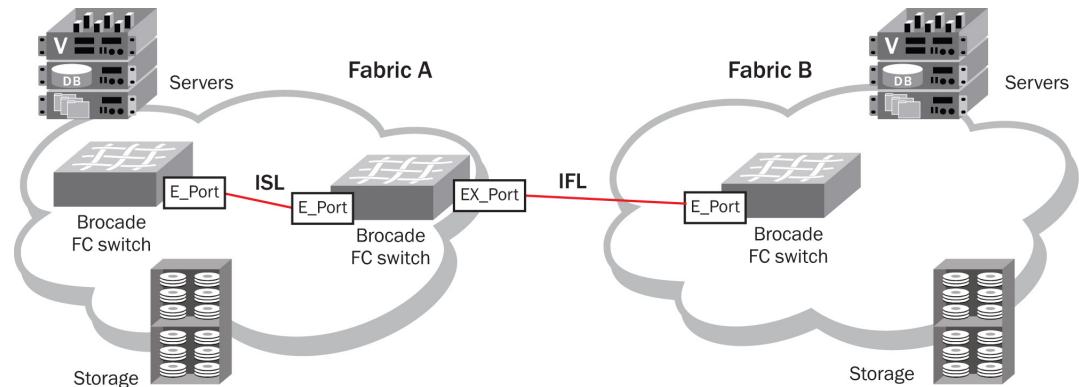 Fabric A
Fabric B
V
DB
Servers
V
DB
Servers
E_Port
ISL
E_Port
EX_Port
IFL
E_Port
Brocade
FC switch
Brocade
FC switch
Brocade
FC switch
Storage
Storage